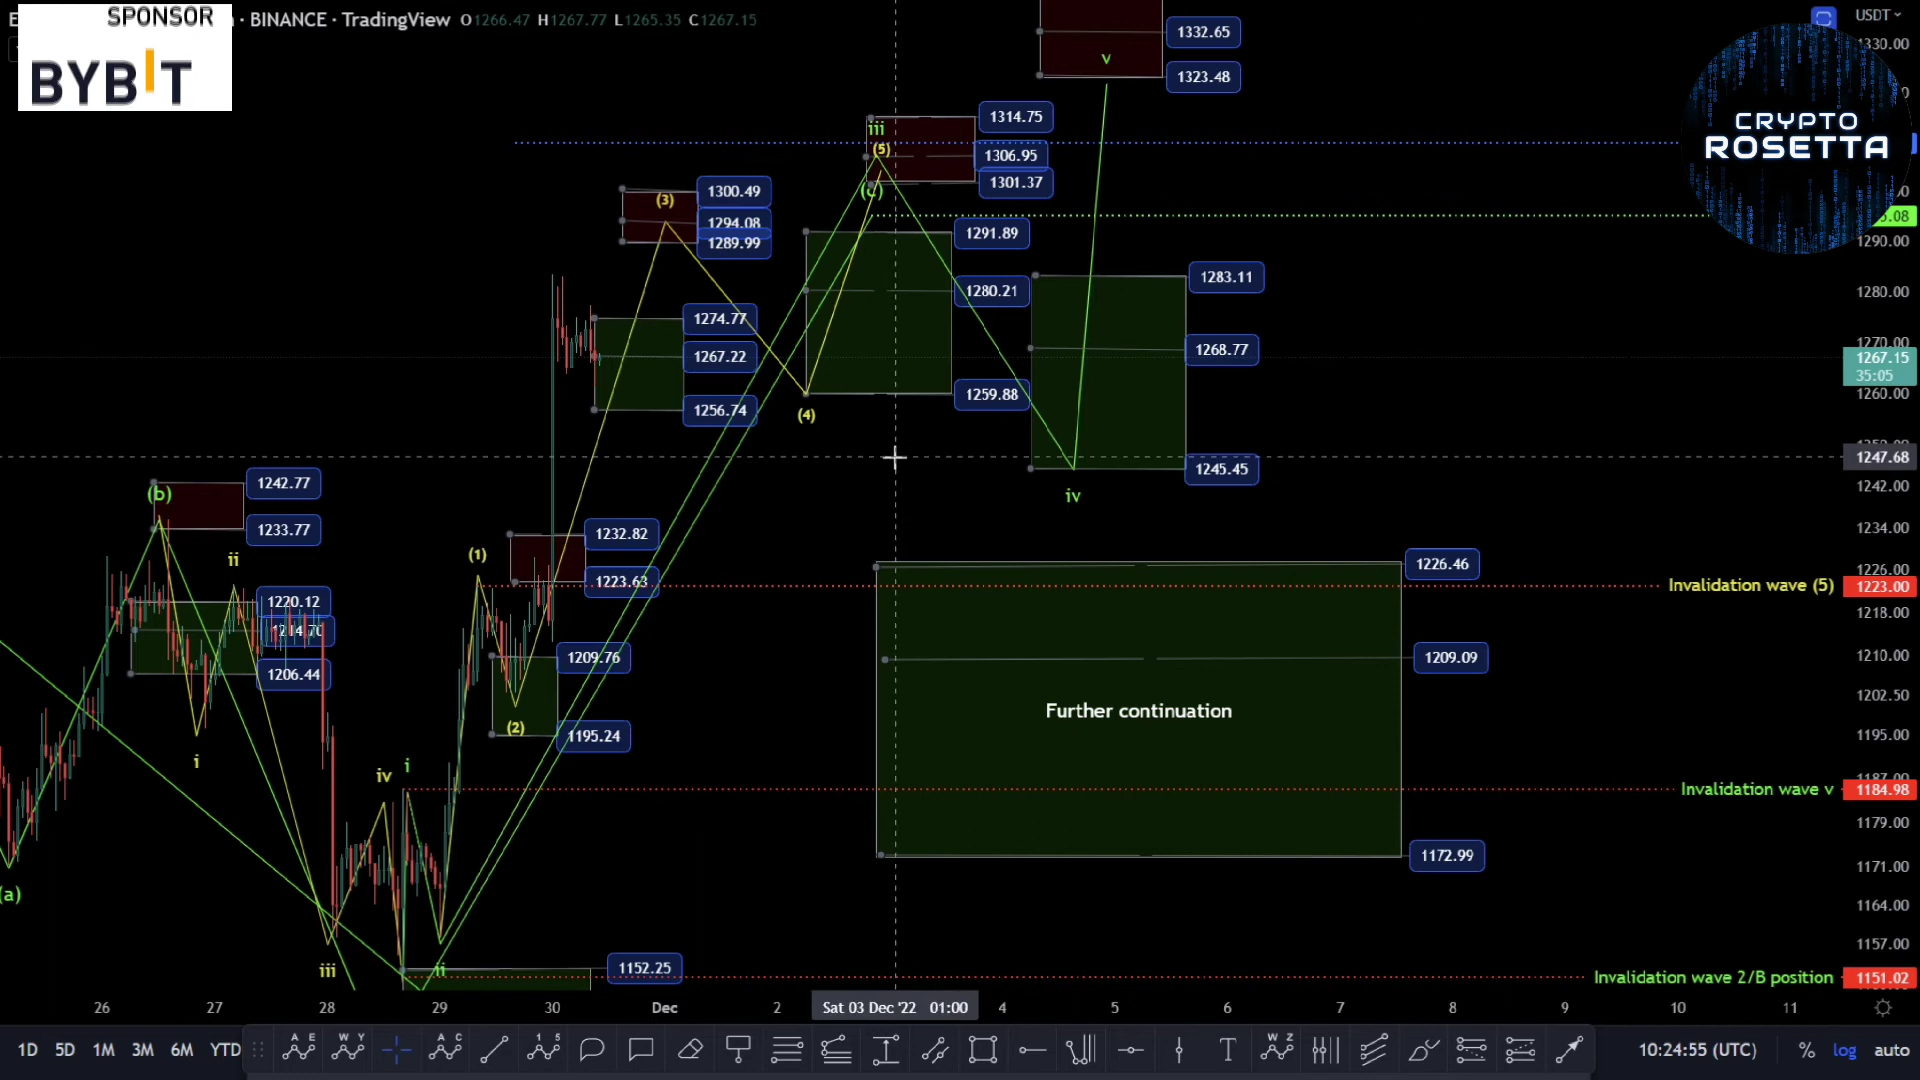 SPONSOR
BYBIT
· BINANCE · TradingView O1266.47 H1267.77 L1265.35 C1267.15
USDT
CRYPTO
ROSETTA
1332.65
v
1323.48
1314.75
iii
(5)
1306.95
1301.37
(c)
1300.49
(3)
1294.08
1289.99
1291.89
1280.21
1259.88
(4)
1283.11
1268.77
1245.45
iv
1274.77
1267.22
1256.74
1242.77
(b)
1233.77
ii
1220.12
1214.70
1206.44
i
1232.82
(1)
1223.63
1209.76
(2)
1195.24
iv
i
iii
ii
(a)
1152.25
1226.46
1209.09
Further continuation
1172.99
Invalidation wave (5)
Invalidation wave v
Invalidation wave 2/B position
1290.00
1280.00
1270.00
1267.15
35:05
1260.00
1247.68
1242.00
1234.00
1226.00
1223.00
1218.00
1210.00
1202.50
1195.00
1187.00
1184.98
1179.00
1171.00
1164.00
1157.00
1151.02
26 27 28 29 30 Dec 2 Sat 03 Dec '22 01:00 4 5 6 7 8 9 10 11
1D 5D 1M 3M 6M YTD
10:24:55 (UTC) % log auto